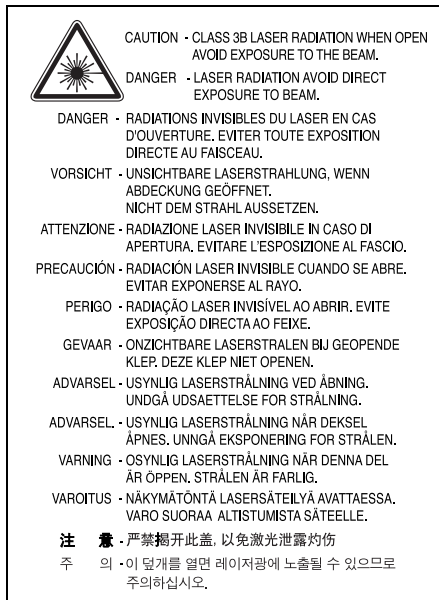 CAUTION - CLASS 3B LASER RADIATION WHEN OPEN
AVOID EXPOSURE TO THE BEAM.
DANGER - LASER RADIATION AVOID DIRECT
EXPOSURE TO BEAM.
DANGER - RADIATIONS INVISIBLES DU LASER EN CAS
D'OUVERTURE. EVITER TOUTE EXPOSITION
DIRECTE AU FAISCEAU.
VORSICHT - UNSICHTBARE LASERSTRAHLUNG, WENN
ABDECKUNG GEÖFFNET.
NICHT DEM STRAHL AUSSETZEN.
ATTENZIONE - RADIAZIONE LASER INVISIBILE IN CASO DI
APERTURA. EVITARE L'ESPOSIZIONE AL FASCIO.
PRECAUCIÓN - RADIACIÓN LASER INVISIBLE CUANDO SE ABRE.
EVITAR EXPONERSE AL RAYO.
PERIGO - RADIAÇÃO LASER INVISÍVEL AO ABRIR. EVITE
EXPOSIÇÃO DIRECTA AO FEIXE.
GEVAAR - ONZICHTBARE LASERSTRALEN BIJ GEOPENDE
KLEP. DEZE KLEP NIET OPENEN.
ADVARSEL - USYNLIG LASERSTRÅLNING VED ÅBNING.
UNDGÅ UDSAETTELSE FOR STRÅLNING.
ADVARSEL. - USYNLIG LASERSTRÅLNING NÅR DEKSEL
ÅPNES. UNNGÅ EKSPONERING FOR STRÅLEN.
VARNING - OSYNLIG LASERSTRÅLNING NÄR DENNA DEL
ÄR ÖPPEN. STRÅLEN ÄR FARLIG.
VAROITUS - NÄKYMÄTÖNTÄ LASERSÄTEILYÄ AVATTAESSA.
VARO SUORAA ALTISTUMISTA SÄTEELLE.
注 意 - 严禁揭开此盖, 以免激光泄露灼伤
주 의 - 이 덮개를 열면 레이저광에 노출될 수 있으므로
주의하십시오.